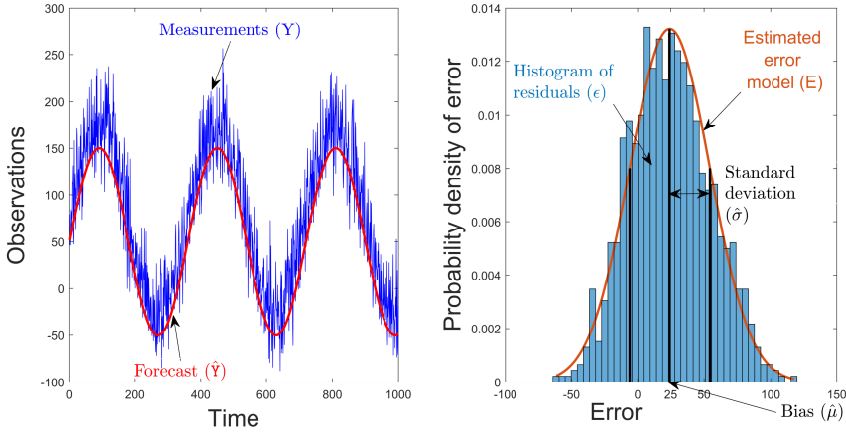 300
250
200
150
100
50
0
-50
-100
0
200
400
600
800
1000
Observations
Time
Measurements (Y)
Forecast (Ŷ)
0.014
0.012
0.01
0.008
0.006
0.004
0.002
0
-100
-50
0
25
50
100
150
Probability density of error
Error
Histogram of
residuals (ϵ)
Estimated
error
model (E)
Standard
deviation
(σ̂)
Bias (μ̂)